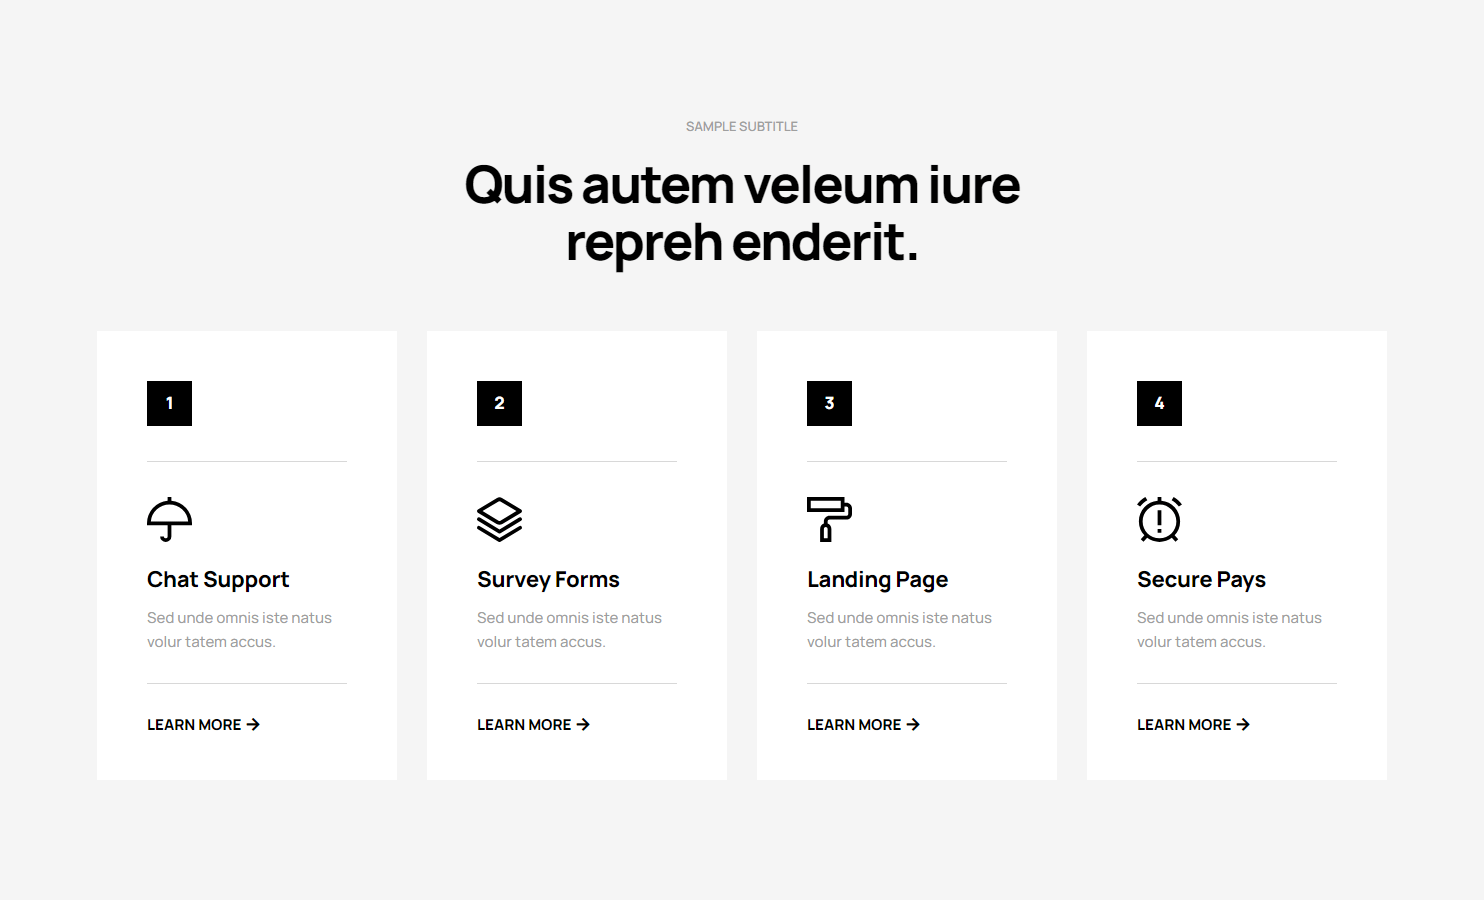 SAMPLE SUBTITLE
Quis autem veleum iure
repreh enderit.
1
Chat Support
Sed unde omnis iste natus
volur tatem accus.
LEARN MORE →
2
Survey Forms
Sed unde omnis iste natus
volur tatem accus.
LEARN MORE →
3
Landing Page
Sed unde omnis iste natus
volur tatem accus.
LEARN MORE →
4
Secure Pays
Sed unde omnis iste natus
volur tatem accus.
LEARN MORE →